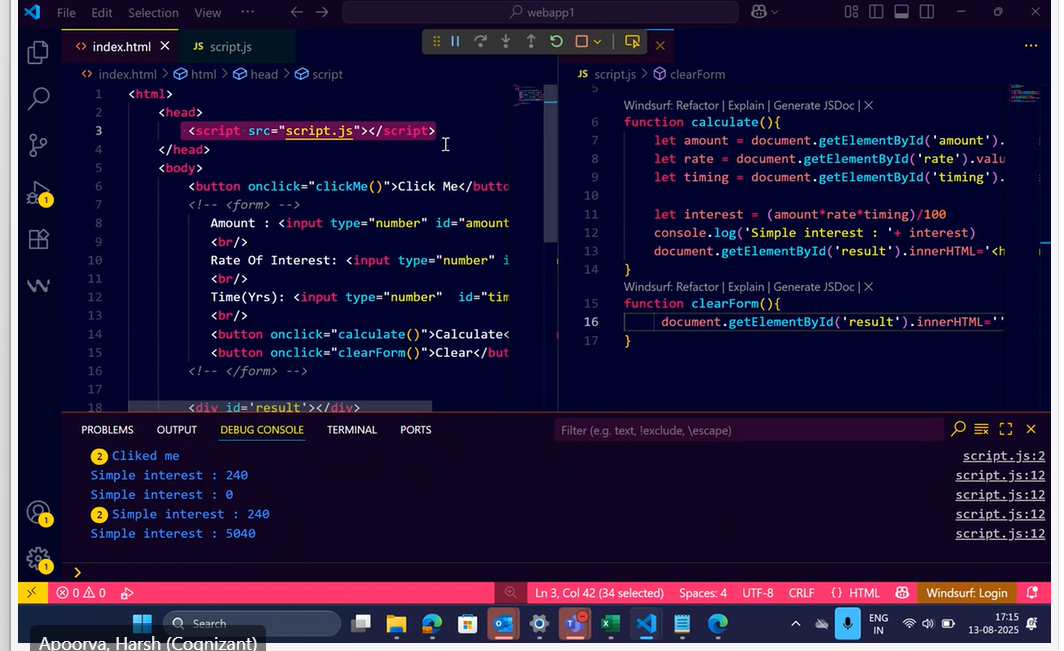 File Edit Selection View ··· webapp1
index.html JS script.js
index.html > html > head > script
1 <html>
2 <head>
3 <script src="script.js"></script>
4 </head>
5 <body>
6 <button onclick="clickMe()">Click Me</butto
7 <!-- <form> -->
8 Amount : <input type="number" id="amount
9 <br/>
10 Rate Of Interest: <input type="number" i
11 <br/>
12 Time(Yrs): <input type="number" id="tim
13 <br/>
14 <button onclick="calculate()">Calculate<
15 <button onclick="clearForm()">Clear</but
16 <!-- </form> -->
17
18 <div id='result'></div>
JS script.js > clearForm
5
Windsurf: Refactor | Explain | Generate JSDoc | X
6 function calculate(){
7 let amount = document.getElementById('amount').
8 let rate = document.getElementById('rate').valu
9 let timing = document.getElementById('timing').
10
11 let interest = (amount*rate*timing)/100
12 console.log('Simple interest : '+ interest)
13 document.getElementById('result').innerHTML='<h
14 }
Windsurf: Refactor | Explain | Generate JSDoc | X
15 function clearForm(){
16 document.getElementById('result').innerHTML=''
17 }
PROBLEMS OUTPUT DEBUG CONSOLE TERMINAL PORTS Filter (e.g. text, !exclude, \escape)
2 Cliked me script.js:2
Simple interest : 240 script.js:12
Simple interest : 0 script.js:12
2 Simple interest : 240 script.js:12
Simple interest : 5040 script.js:12
>
0 0 Ln 3, Col 42 (34 selected) Spaces: 4 UTF-8 CRLF {} HTML Windsurf: Login
Search ENG 17:15
IN 13-08-2025
Apoorva, Harsh (Cognizant)